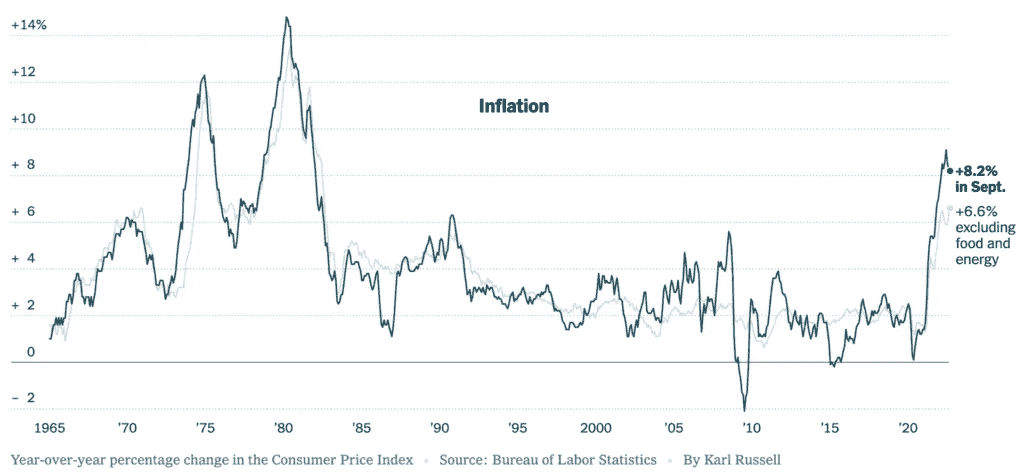 +14%
+12
+10
+ 8
+ 6
+ 4
+ 2
0
– 2
Inflation
+8.2%
in Sept.
+6.6%
excluding
food and
energy
1965 ’70 ’75 ’80 ’85 ’90 ’95 2000 ’05 ’10 ’15 ’20
Year-over-year percentage change in the Consumer Price Index • Source: Bureau of Labor Statistics • By Karl Russell